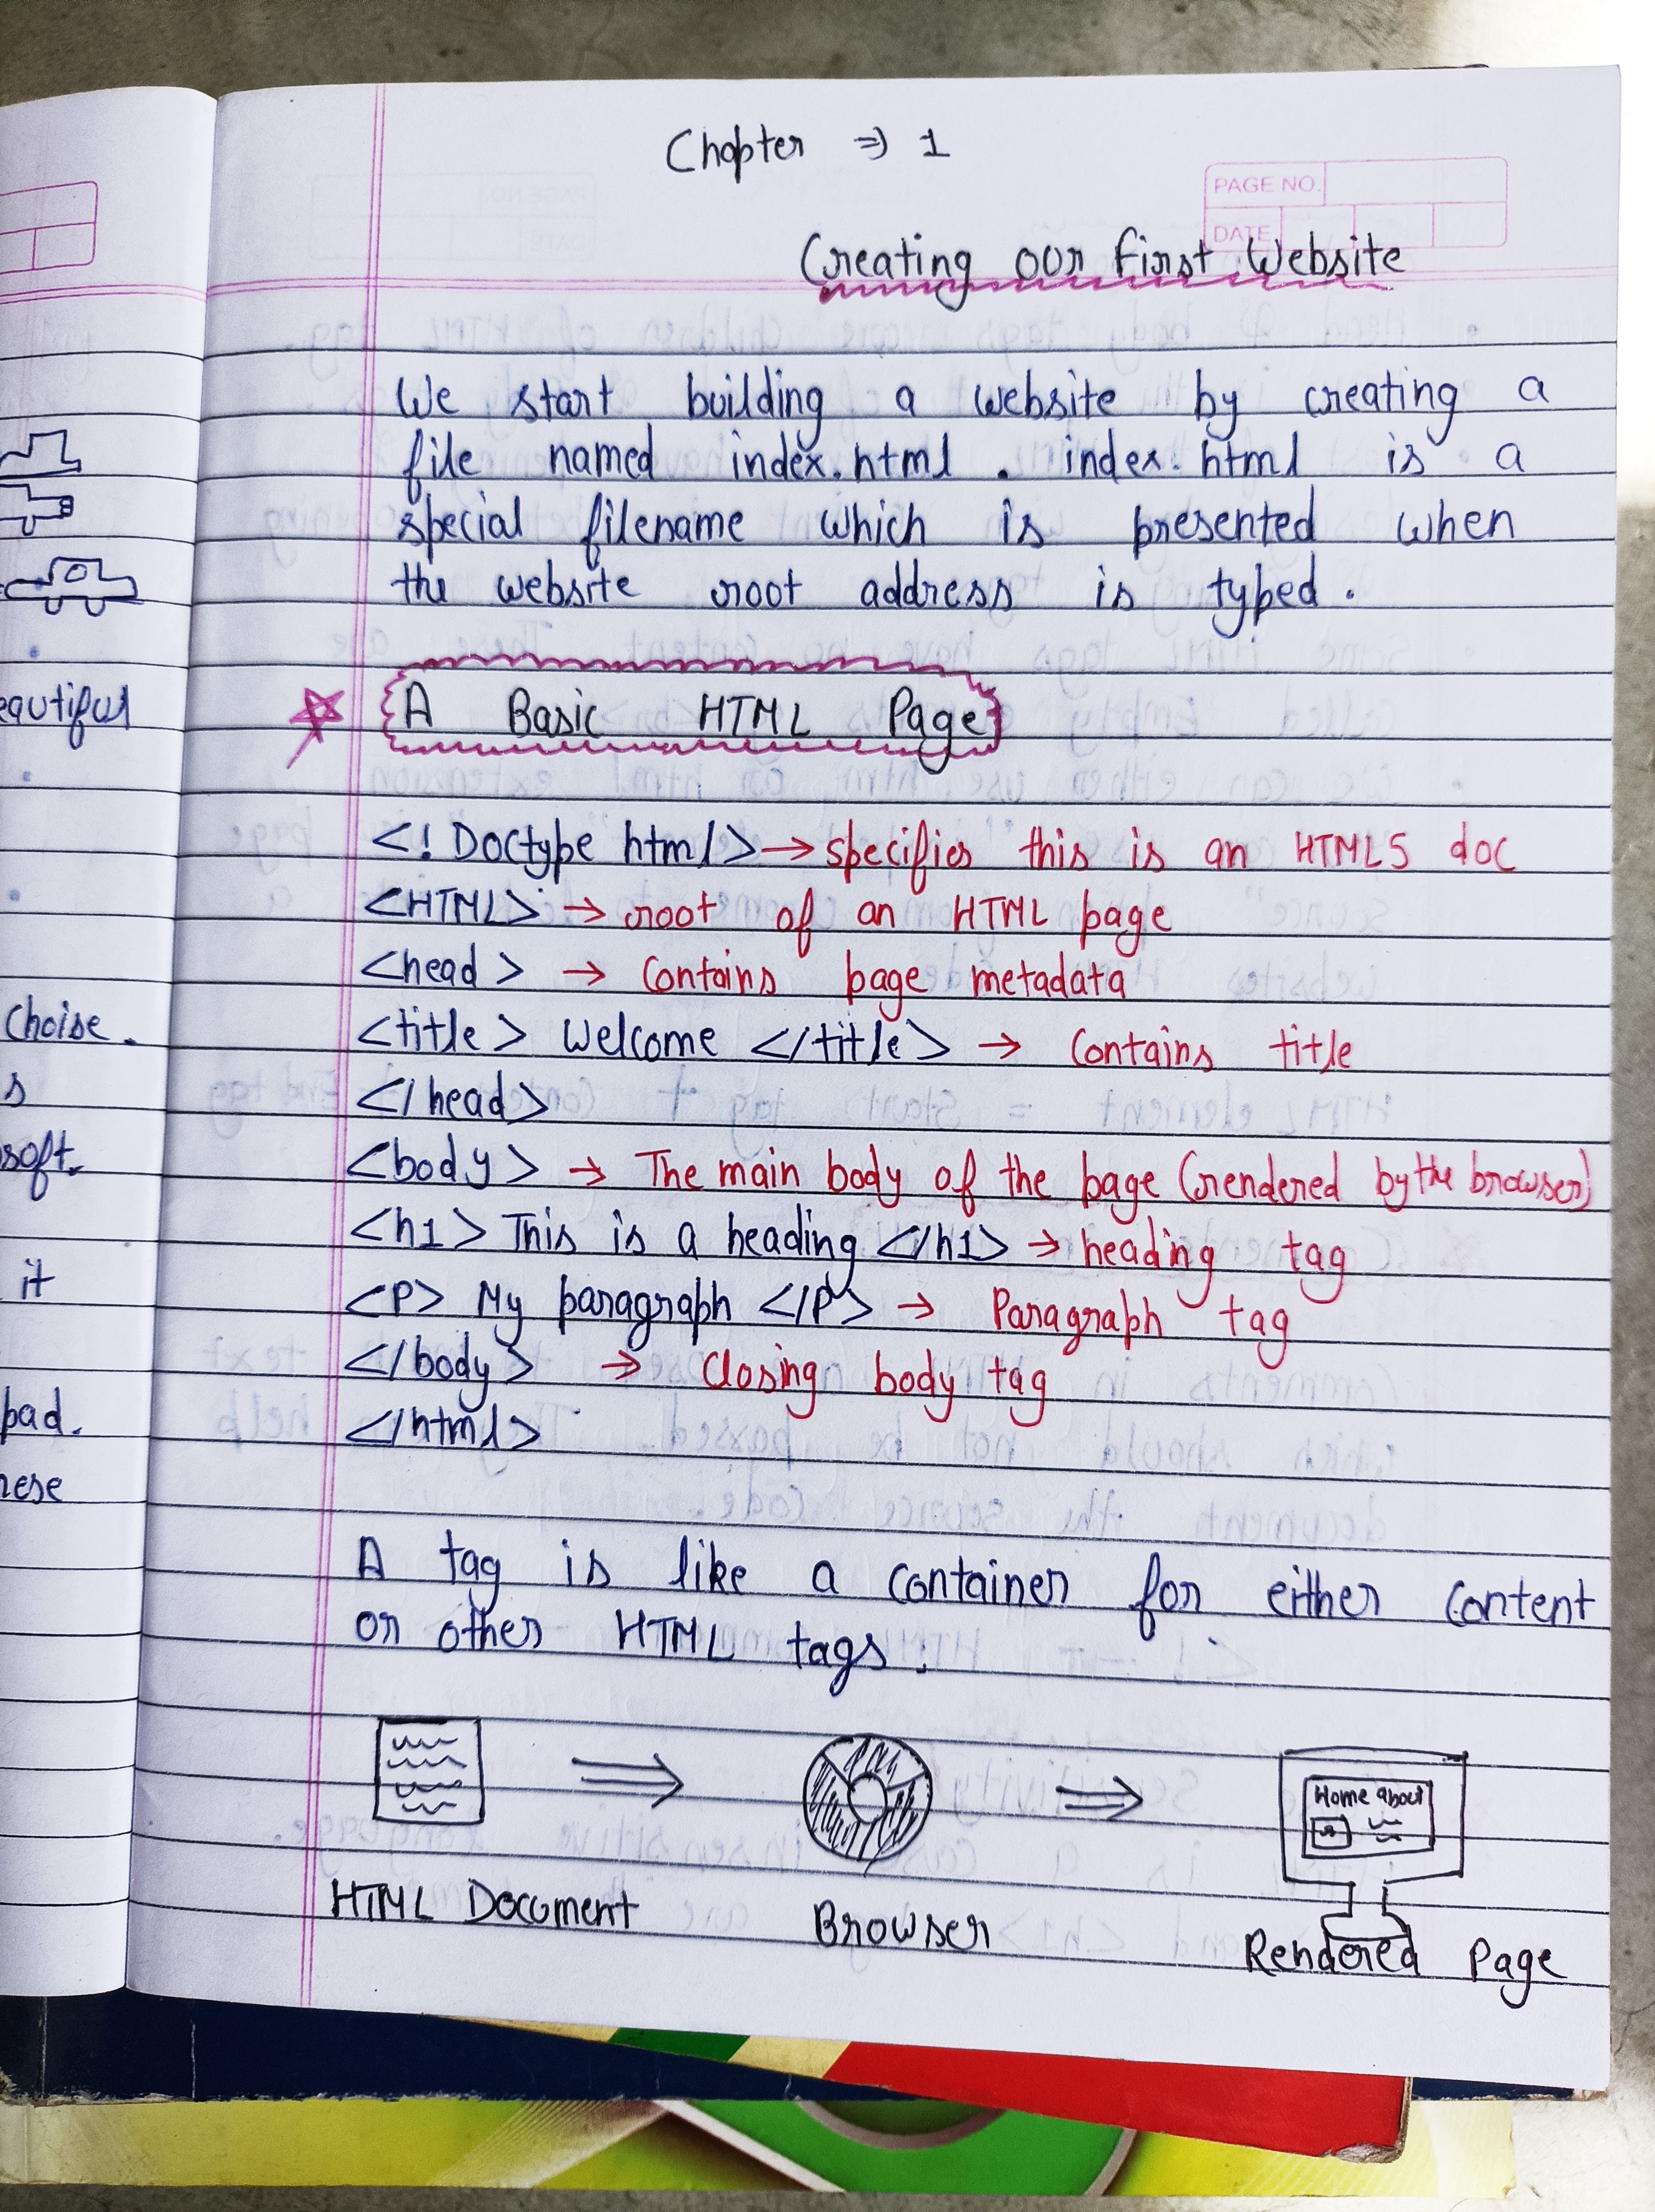 Chapter ⇒ 1
PAGE NO.
DATE
Creating our first Website
We start building a website by creating a
file named index.html . index.html is a
special filename which is presented when
the website root address is typed.
A Basic HTML Page
<! Doctype html> → specifies this is an HTML5 doc
<HTML> → root of an HTML page
<head> → Contains page metadata
<title> Welcome </title> → Contains title
</head>
<body> → The main body of the page (rendered by the browser)
<h1> This is a heading </h1> → heading tag
<P> My paragraph </P> → Paragraph tag
</body> → Closing body tag
</html>
A tag is like a container for either content
or other HTML tags.
Home about
HTML Document
Browser
Rendered Page
eautiful
Choise.
s
soft.
it
pad.
hese